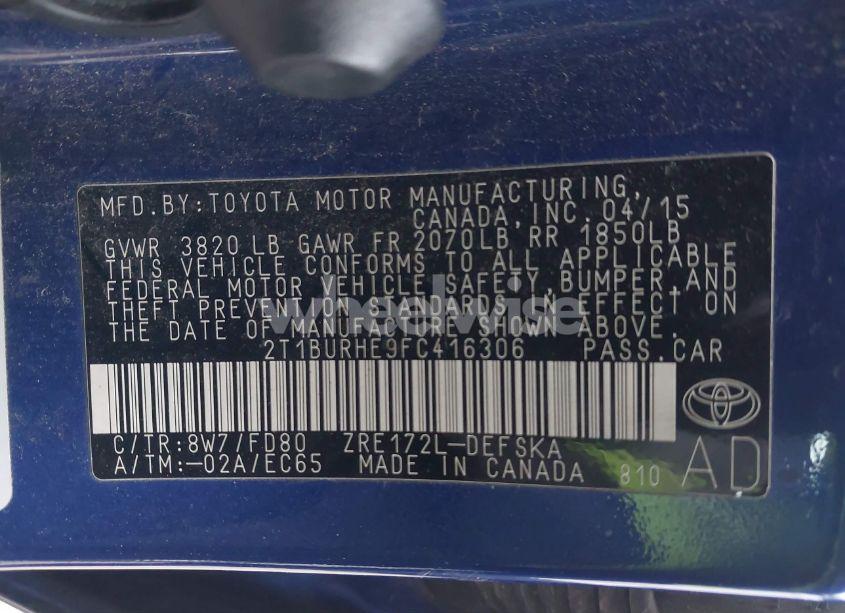 MFD.BY:TOYOTA MOTOR MANUFACTURING,
CANADA, INC. 04/15
GVWR 3820 LB GAWR FR 2070LB RR 1850LB
THIS VEHICLE CONFORMS TO ALL APPLICABLE
FEDERAL MOTOR VEHICLE SAFETY, BUMPER, AND
THEFT PREVENTION STANDARDS IN EFFECT ON
THE DATE OF MANUFACTURE SHOWN ABOVE.
wheelwise
2T1BURHE9FC416306 PASS.CAR
C/TR:8W7/FD80 ZRE172L-DEFSKA
A/TM:-02A/EC65 MADE IN CANADA 810
AD